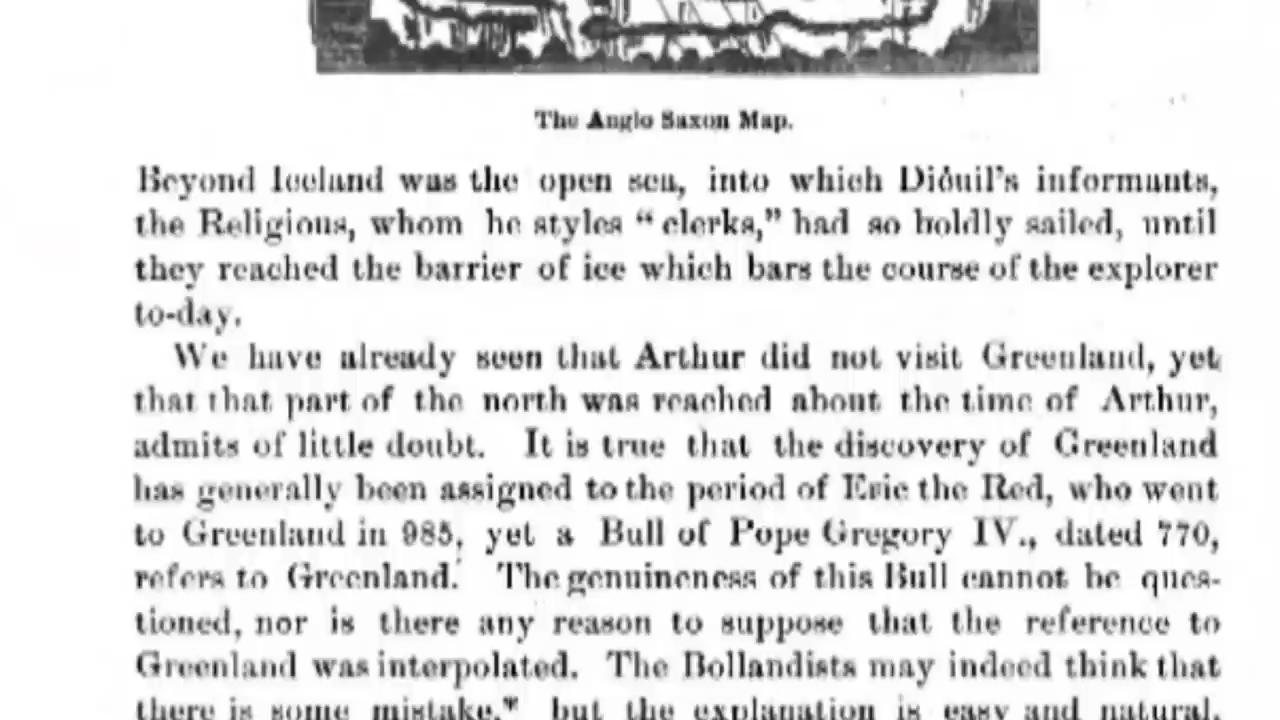 The Anglo Saxon Map.
Beyond Iceland was the open sea, into which Dicuil's informants,
the Religious, whom he styles “clerks,” had so boldly sailed, until
they reached the barrier of ice which bars the course of the explorer
to-day.
We have already seen that Arthur did not visit Greenland, yet
that that part of the north was reached about the time of Arthur,
admits of little doubt. It is true that the discovery of Greenland
has generally been assigned to the period of Eric the Red, who went
to Greenland in 985, yet a Bull of Pope Gregory IV., dated 770,
refers to Greenland. The genuineness of this Bull cannot be ques-
tioned, nor is there any reason to suppose that the reference to
Greenland was interpolated. The Bollandists may indeed think that
there is some mistake,* but the explanation is easy and natural.